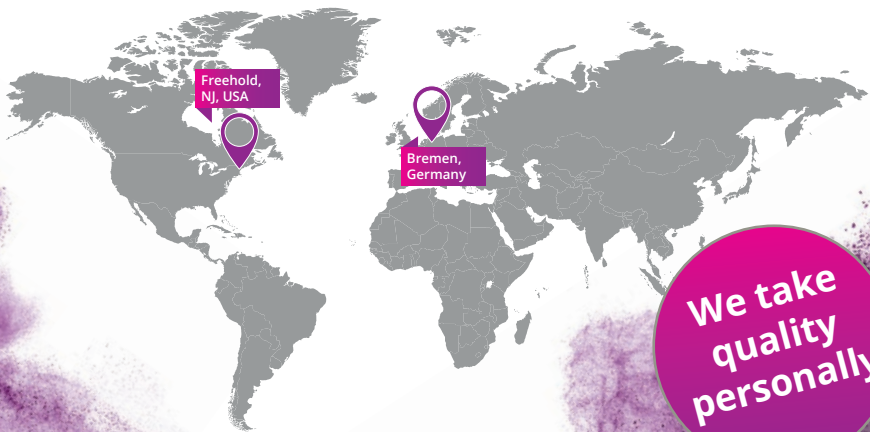 Freehold,
NJ, USA
Bremen,
Germany
We take
quality
personally